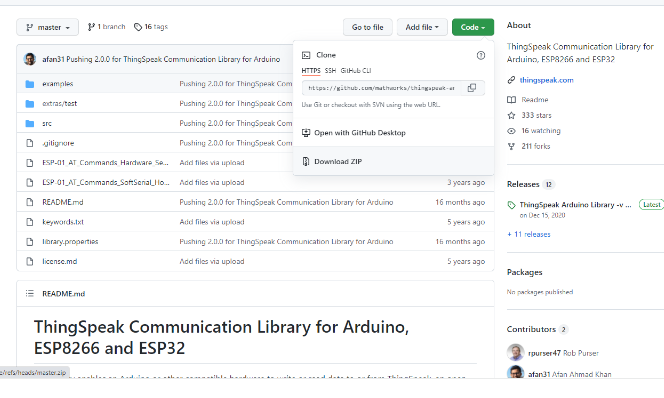 master
1 branch
16 tags
Go to file
Add file
Code
afan31 Pushing 2.0.0 for ThingSpeak Communication Library for Arduino
examples Pushing 2.0.0 for ThingSpeak Com
extras/test Pushing 2.0.0 for ThingSpeak Com
src Pushing 2.0.0 for ThingSpeak Com
.gitignore Pushing 2.0.0 for ThingSpeak Com
ESP-01_AT_Commands_Hardware_Se... Add files via upload
ESP-01_AT_Commands_SoftSerial_Ho... Add files via upload 3 years ago
README.md Pushing 2.0.0 for ThingSpeak Communication Library for Arduino 16 months ago
keywords.txt Add files via upload 5 years ago
library.properties Pushing 2.0.0 for ThingSpeak Communication Library for Arduino 16 months ago
license.md Add files via upload 5 years ago
Clone
HTTPS SSH GitHub CLI
https://github.com/mathworks/thingspeak-ar
Use Git or checkout with SVN using the web URL.
Open with GitHub Desktop
Download ZIP
README.md
ThingSpeak Communication Library for Arduino,
ESP8266 and ESP32
e/refs/heads/master.zip
About
ThingSpeak Communication Library for
Arduino, ESP8266 and ESP32
thingspeak.com
Readme
333 stars
16 watching
211 forks
Releases 12
ThingSpeak Arduino Library -v ... Latest
on Dec 15, 2020
+ 11 releases
Packages
No packages published
Contributors 2
rpurser47 Rob Purser
afan31 Afan Ahmad Khan